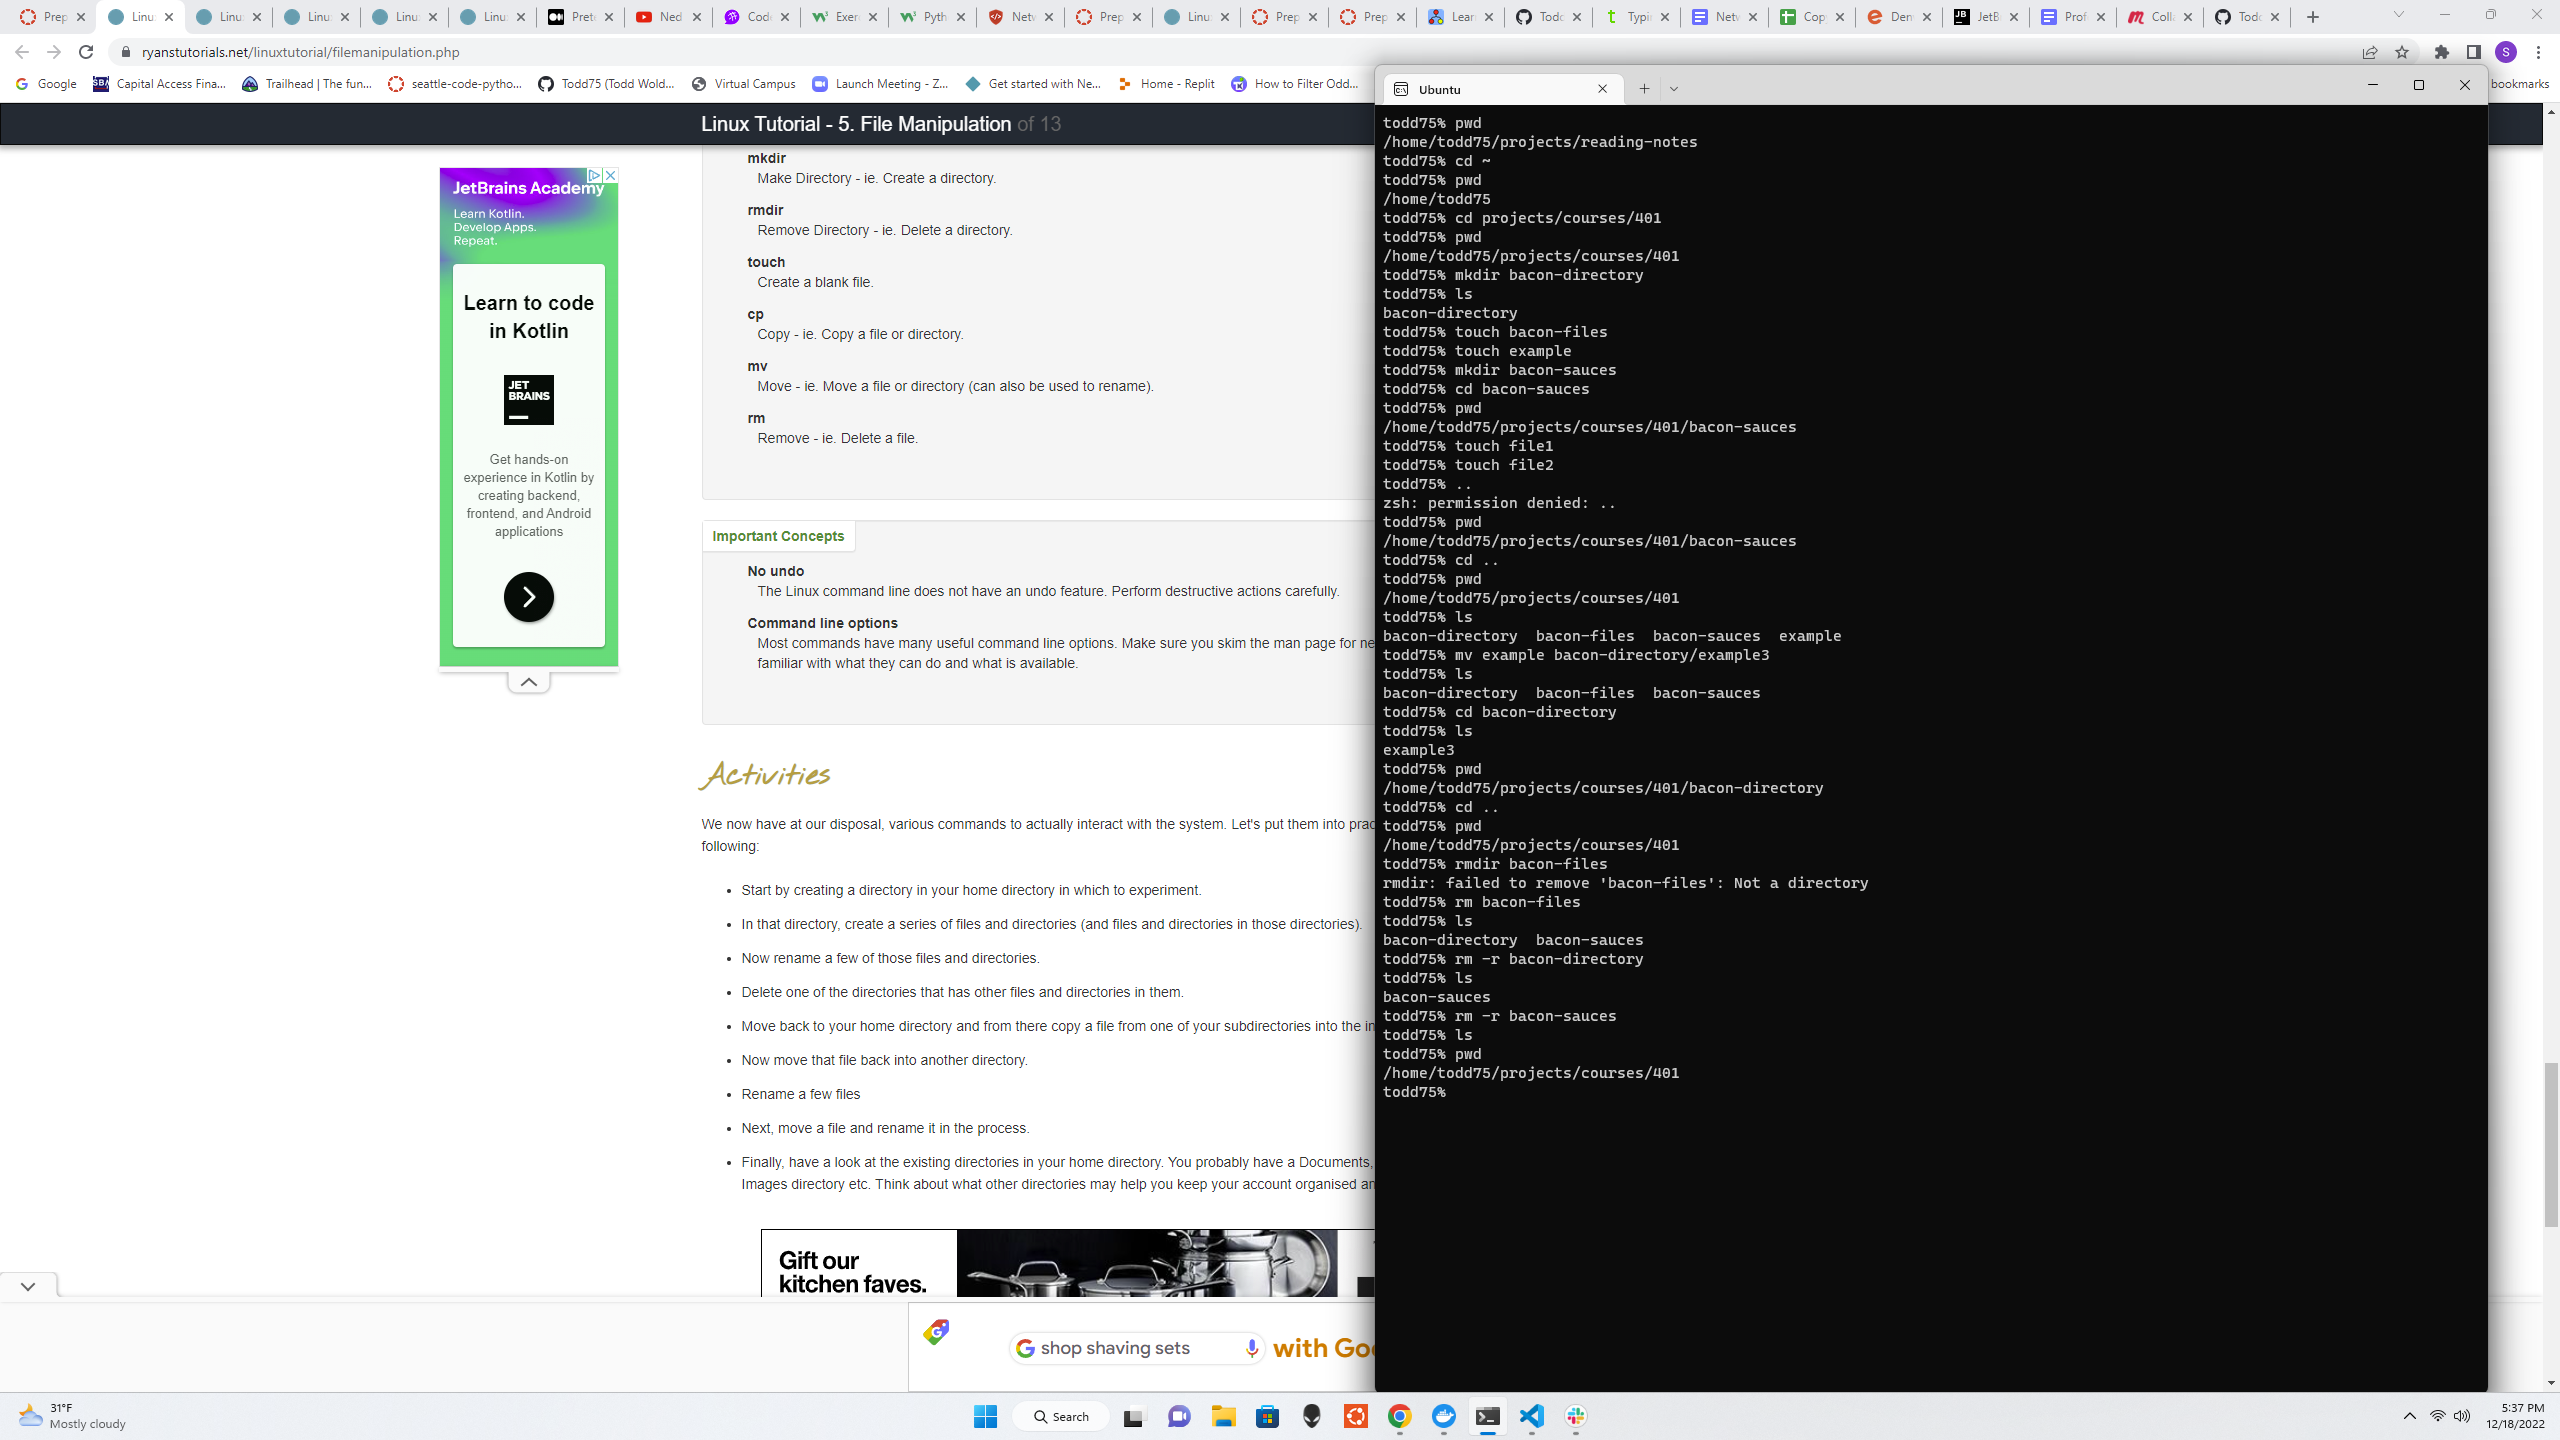 Prep
Linu
Linu
Linu
Linu
Linu
Pret
Ned
Code
Exer
Pyth
Netw
Prep
Linu
Prep
Prep
Lear
Todd
Typi
Netw
Copy
Den
JetB
Prof
Coll
Todd
ryanstutorials.net/linuxtutorial/filemanipulation.php
S
Google
Capital Access Fina...
Trailhead | The fun...
seattle-code-pytho...
Todd75 (Todd Wold...
Virtual Campus
Launch Meeting - Z...
Get started with Ne...
Home - Replit
How to Filter Odd...
bookmarks
Linux Tutorial - 5. File Manipulation of 13
JetBrains Academy
Learn Kotlin.
Develop Apps.
Repeat.
Learn to code
in Kotlin
JET
BRAINS
Get hands-on
experience in Kotlin by
creating backend,
frontend, and Android
applications
mkdir
Make Directory - ie. Create a directory.
rmdir
Remove Directory - ie. Delete a directory.
touch
Create a blank file.
cp
Copy - ie. Copy a file or directory.
mv
Move - ie. Move a file or directory (can also be used to rename).
rm
Remove - ie. Delete a file.
Important Concepts
No undo
The Linux command line does not have an undo feature. Perform destructive actions carefully.
Command line options
Most commands have many useful command line options. Make sure you skim the man page for ne
familiar with what they can do and what is available.
Activities
We now have at our disposal, various commands to actually interact with the system. Let's put them into prac
following:
• Start by creating a directory in your home directory in which to experiment.
• In that directory, create a series of files and directories (and files and directories in those directories).
• Now rename a few of those files and directories.
• Delete one of the directories that has other files and directories in them.
• Move back to your home directory and from there copy a file from one of your subdirectories into the in
• Now move that file back into another directory.
• Rename a few files
• Next, move a file and rename it in the process.
• Finally, have a look at the existing directories in your home directory. You probably have a Documents,
Images directory etc. Think about what other directories may help you keep your account organised an
Gift our
kitchen faves.
G shop shaving sets
with Goo
Ubuntu
todd75% pwd
/home/todd75/projects/reading-notes
todd75% cd ~
todd75% pwd
/home/todd75
todd75% cd projects/courses/401
todd75% pwd
/home/todd75/projects/courses/401
todd75% mkdir bacon-directory
todd75% ls
bacon-directory
todd75% touch bacon-files
todd75% touch example
todd75% mkdir bacon-sauces
todd75% cd bacon-sauces
todd75% pwd
/home/todd75/projects/courses/401/bacon-sauces
todd75% touch file1
todd75% touch file2
todd75% ..
zsh: permission denied: ..
todd75% pwd
/home/todd75/projects/courses/401/bacon-sauces
todd75% cd ..
todd75% pwd
/home/todd75/projects/courses/401
todd75% ls
bacon-directory  bacon-files  bacon-sauces  example
todd75% mv example bacon-directory/example3
todd75% ls
bacon-directory  bacon-files  bacon-sauces
todd75% cd bacon-directory
todd75% ls
example3
todd75% pwd
/home/todd75/projects/courses/401/bacon-directory
todd75% cd ..
todd75% pwd
/home/todd75/projects/courses/401
todd75% rmdir bacon-files
rmdir: failed to remove 'bacon-files': Not a directory
todd75% rm bacon-files
todd75% ls
bacon-directory  bacon-sauces
todd75% rm -r bacon-directory
todd75% ls
bacon-sauces
todd75% rm -r bacon-sauces
todd75% ls
todd75% pwd
/home/todd75/projects/courses/401
todd75%
31°F
Mostly cloudy
Search
5:37 PM
12/18/2022